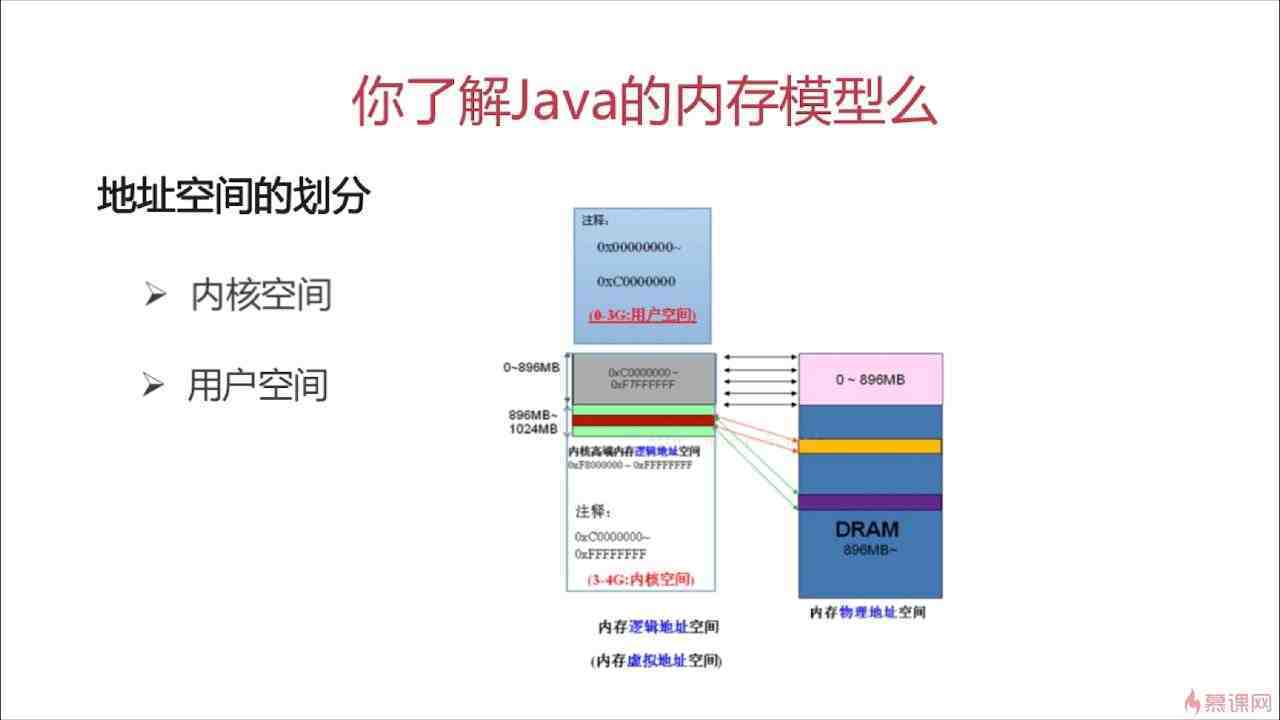 你了解Java的内存模型么
地址空间的划分
内核空间
用户空间
注释:
0x00000000~
0xC0000000
(0-3G:用户空间)
0~896MB
0xC0000000~
0xF7FFFFFF
896MB~
1024MB
内核高端内存逻辑地址空间
0xF8000000~0xFFFFFFFF
注释:
0xC0000000~
0xFFFFFFFF
(3-4G:内核空间)
内存逻辑地址空间
(内存虚拟地址空间)
0 ~ 896MB
DRAM
896MB~
内存物理地址空间
慕课网